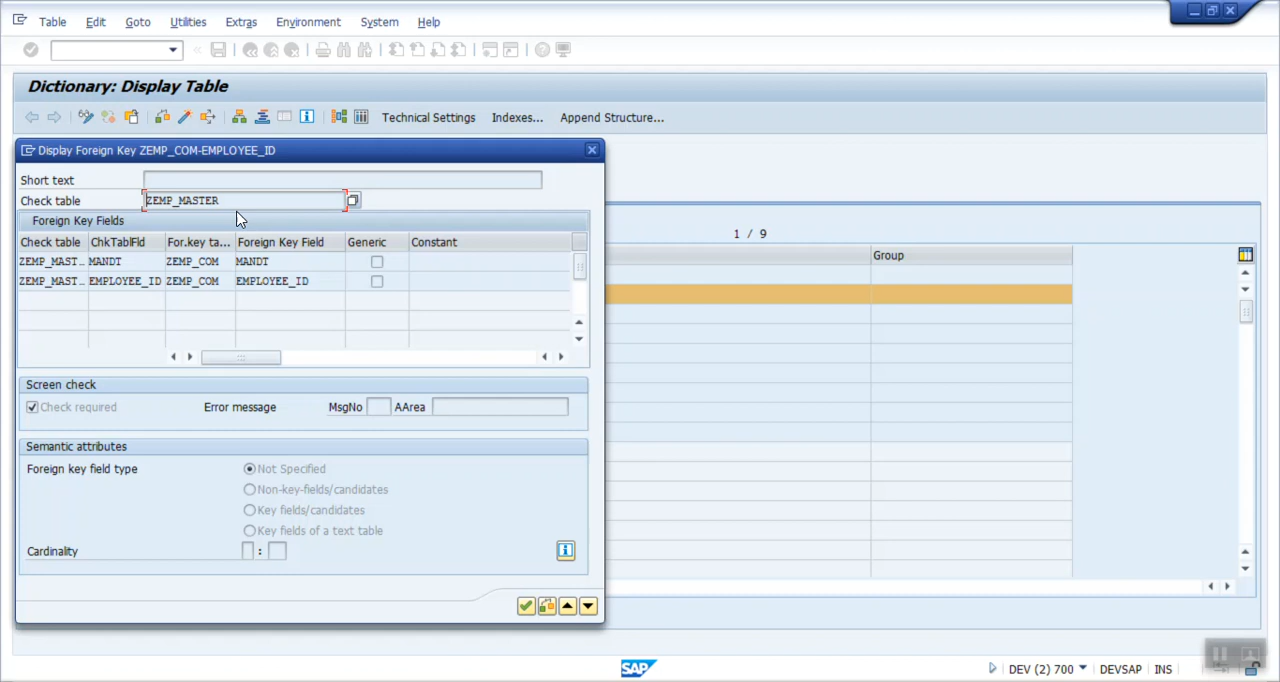 Table Edit Goto Utilities Extras Environment System Help
Dictionary: Display Table
Technical Settings Indexes... Append Structure...
Display Foreign Key ZEMP_COM-EMPLOYEE_ID
Short text
Check table ZEMP_MASTER
Foreign Key Fields
1 / 9
Check table ChkTablFld For.key ta... Foreign Key Field Generic Constant
Group
ZEMP_MAST.. MANDT ZEMP_COM MANDT
ZEMP_MAST.. EMPLOYEE_ID ZEMP_COM EMPLOYEE_ID
Screen check
Check required Error message MsgNo AArea
Semantic attributes
Foreign key field type Not Specified
Non-key-fields/candidates
Key fields/candidates
Key fields of a text table
Cardinality :
SAP DEV (2) 700 DEVSAP INS